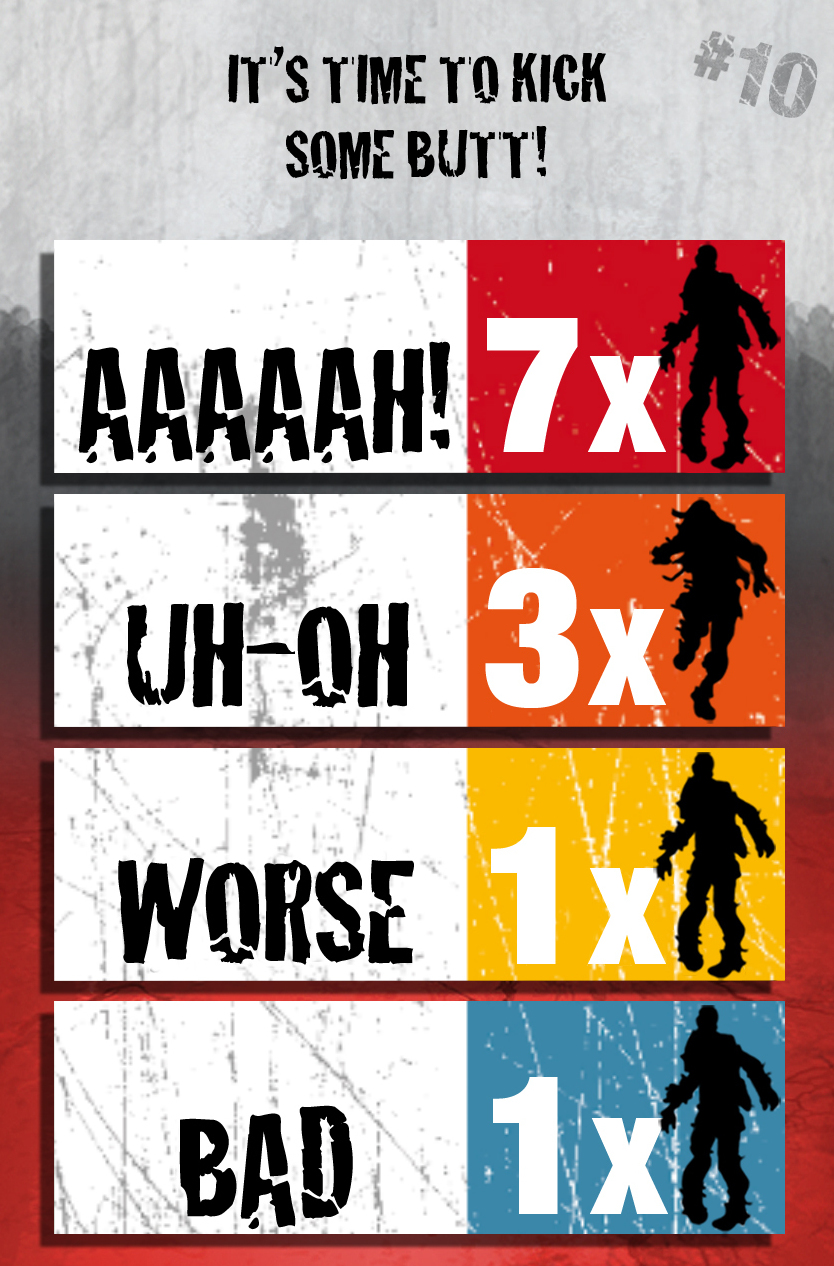 IT'S TIME TO KICK
SOME BUTT!
#10
AAAAAH!
7x
UH-OH
3x
WORSE
1x
BAD
1x